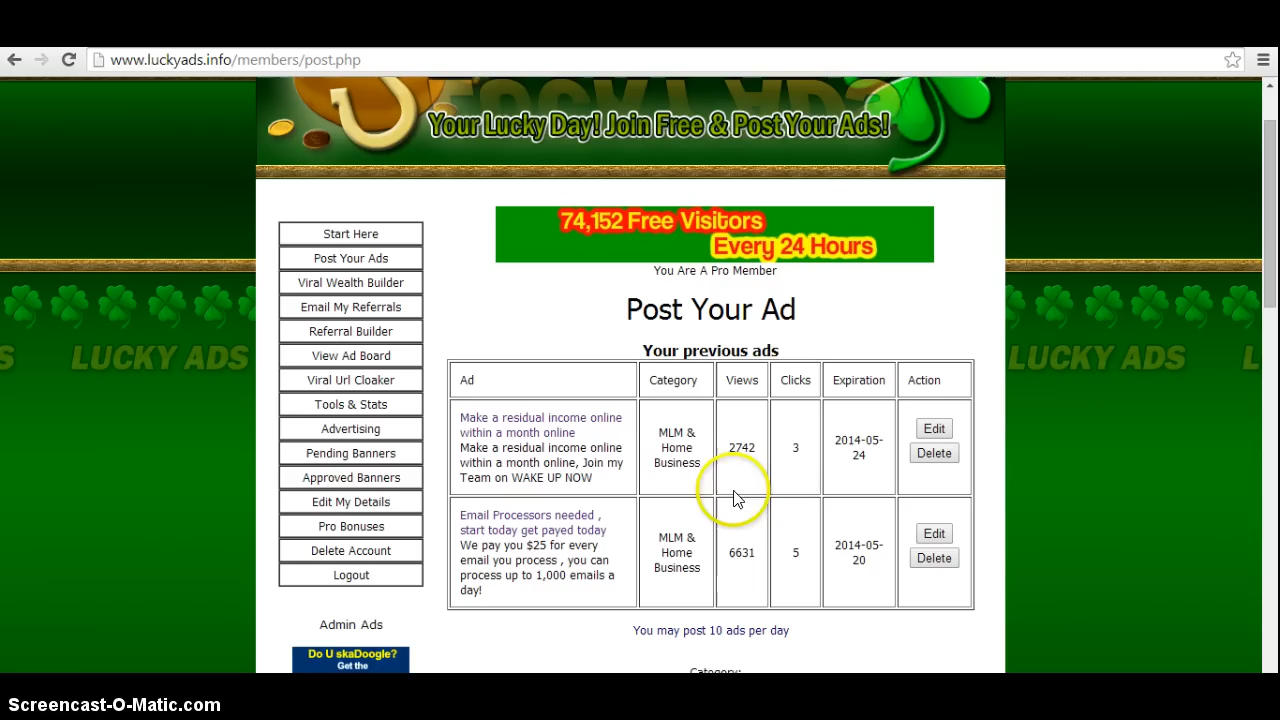 www.luckyads.info/members/post.php
LUCKY ADS
Your Lucky Day! Join Free & Post Your Ads!
74,152 Free Visitors
Every 24 Hours
You Are A Pro Member
Start Here
Post Your Ads
Viral Wealth Builder
Email My Referrals
Referral Builder
View Ad Board
Viral Url Cloaker
Tools & Stats
Advertising
Pending Banners
Approved Banners
Edit My Details
Pro Bonuses
Delete Account
Logout
Admin Ads
Do U skaDoogle?
Get the
Post Your Ad
Your previous ads
Ad Category Views Clicks Expiration Action
Make a residual income online
within a month online
Make a residual income online
within a month online, Join my
Team on WAKE UP NOW
MLM &
Home
Business
2742
3
2014-05-
24
Edit
Delete
Email Processors needed ,
start today get payed today
We pay you $25 for every
email you process , you can
process up to 1,000 emails a
day!
MLM &
Home
Business
6631
5
2014-05-
20
Edit
Delete
You may post 10 ads per day
Category:
S
LUCKY ADS
LUCKY ADS
L
Screencast-O-Matic.com